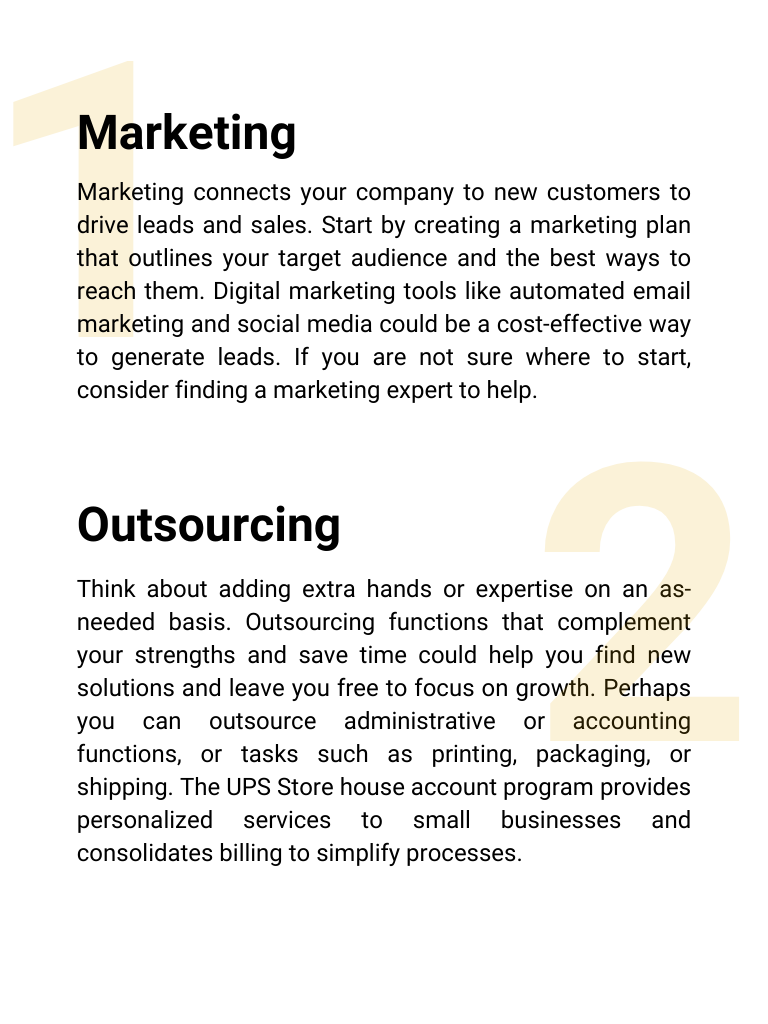 1
Marketing
Marketing connects your company to new customers to
drive leads and sales. Start by creating a marketing plan
that outlines your target audience and the best ways to
reach them. Digital marketing tools like automated email
marketing and social media could be a cost-effective way
to generate leads. If you are not sure where to start,
consider finding a marketing expert to help.
2
Outsourcing
Think about adding extra hands or expertise on an as-
needed basis. Outsourcing functions that complement
your strengths and save time could help you find new
solutions and leave you free to focus on growth. Perhaps
you can outsource administrative or accounting
functions, or tasks such as printing, packaging, or
shipping. The UPS Store house account program provides
personalized services to small businesses and
consolidates billing to simplify processes.